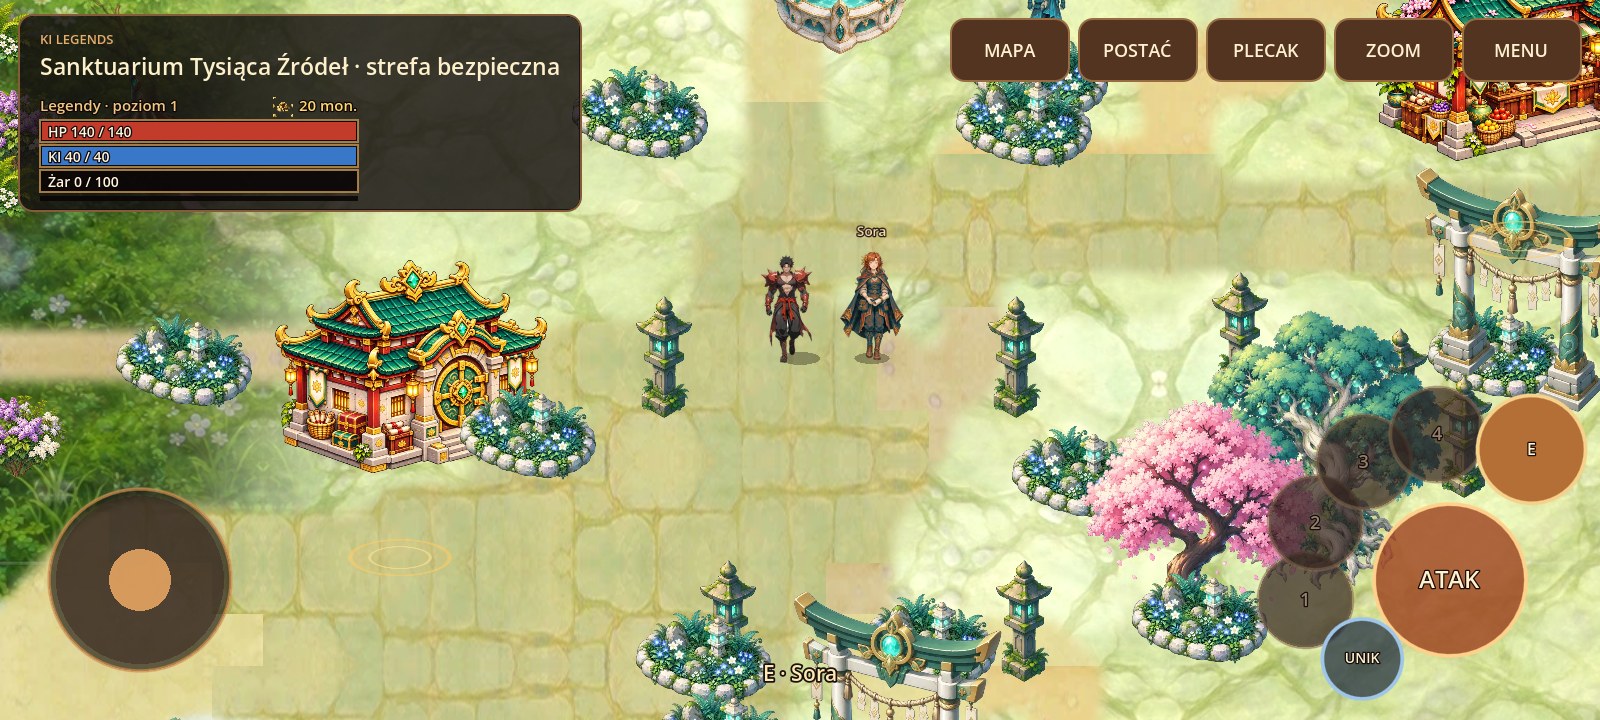 KI LEGENDS
Sanktuarium Tysiąca Źródeł · strefa bezpieczna
Legendy · poziom 1
20 mon.
HP 140 / 140
KI 40 / 40
Żar 0 / 100
MAPA
POSTAĆ
PLECAK
ZOOM
MENU
Sora
4
E
3
2
ATAK
1
UNIK
E · Sora